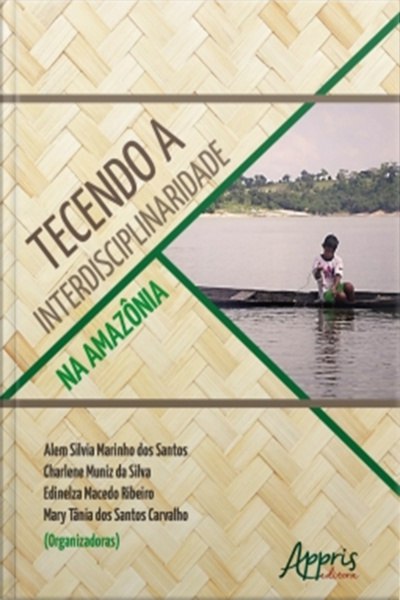 TECENDO A
INTERDISCIPLINARIDADE
NA AMAZÔNIA
Alem Silvia Marinho dos Santos
Charlene Muniz da Silva
Edinelza Macedo Ribeiro
Mary Tânia dos Santos Carvalho
(Organizadoras)
Appris
editora